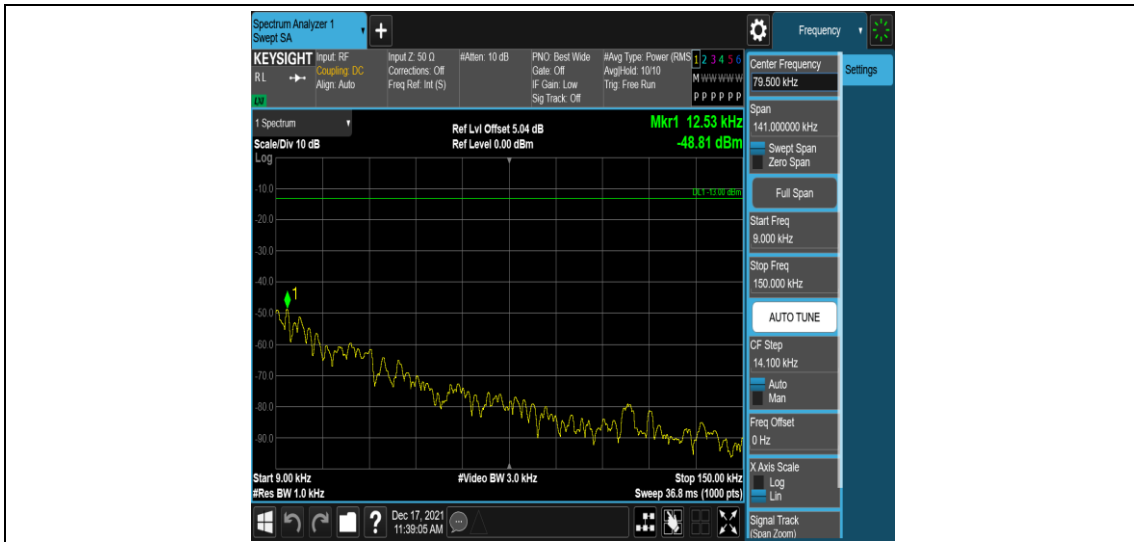 Spectrum Analyzer 1
Swept SA
+
Frequency
KEYSIGHT
RL
LXI
Input: RF
Coupling: DC
Align: Auto
Input Z: 50 Ω
Corrections: Off
Freq Ref: Int (S)
#Atten: 10 dB
PNO: Best Wide
Gate: Off
IF Gain: Low
Sig Track: Off
#Avg Type: Power (RMS
Avg|Hold: 10/10
Trig: Free Run
1 2 3 4 5 6
M W W W W W
P P P P P P
Center Frequency
79.500 kHz
Settings
Span
141.000000 kHz
Swept Span
Zero Span
Full Span
Start Freq
9.000 kHz
Stop Freq
150.000 kHz
AUTO TUNE
CF Step
14.100 kHz
Auto
Man
Freq Offset
0 Hz
X Axis Scale
Log
Lin
Signal Track
(Span Zoom)
1 Spectrum
Scale/Div 10 dB
Ref Lvl Offset 5.04 dB
Ref Level 0.00 dBm
Mkr1 12.53 kHz
-48.81 dBm
Log
DL1 -13.00 dBm
-10.0
-20.0
-30.0
-40.0
1
-50.0
-60.0
-70.0
-80.0
-90.0
Start 9.00 kHz
#Res BW 1.0 kHz
#Video BW 3.0 kHz
Stop 150.00 kHz
Sweep 36.8 ms (1000 pts)
?
Dec 17, 2021
11:39:05 AM